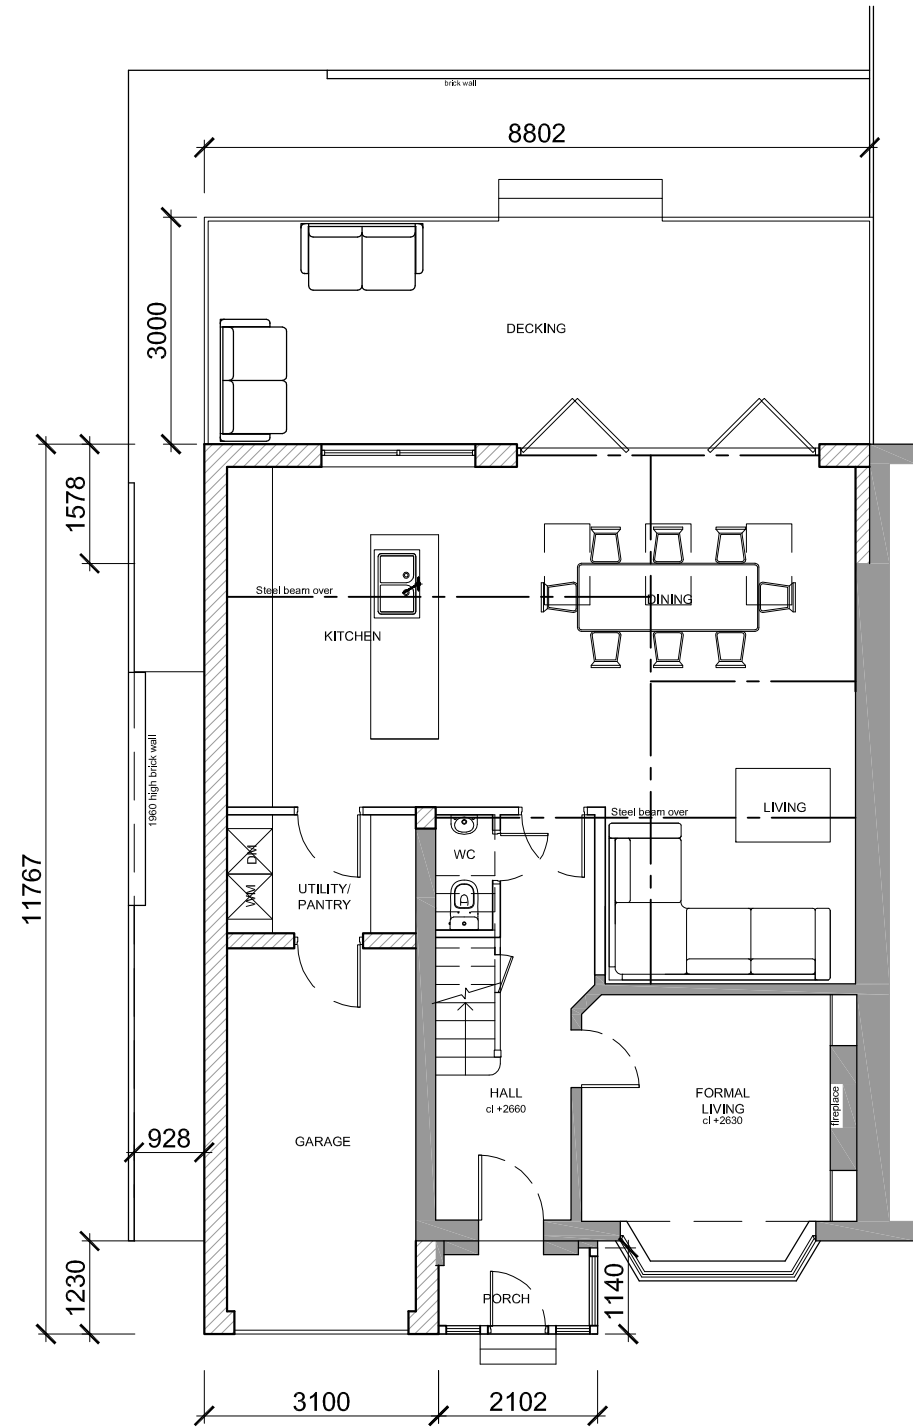 brick wall
8802
3000
DECKING
1578
Steel beam over
DINING
KITCHEN
1960 high brick wall
LIVING
Steel beam over
DM
WC
11767
WM
UTILITY/
PANTRY
HALL
cl +2660
FORMAL
LIVING
cl +2630
fireplace
928
GARAGE
1230
1140
PORCH
3100
2102